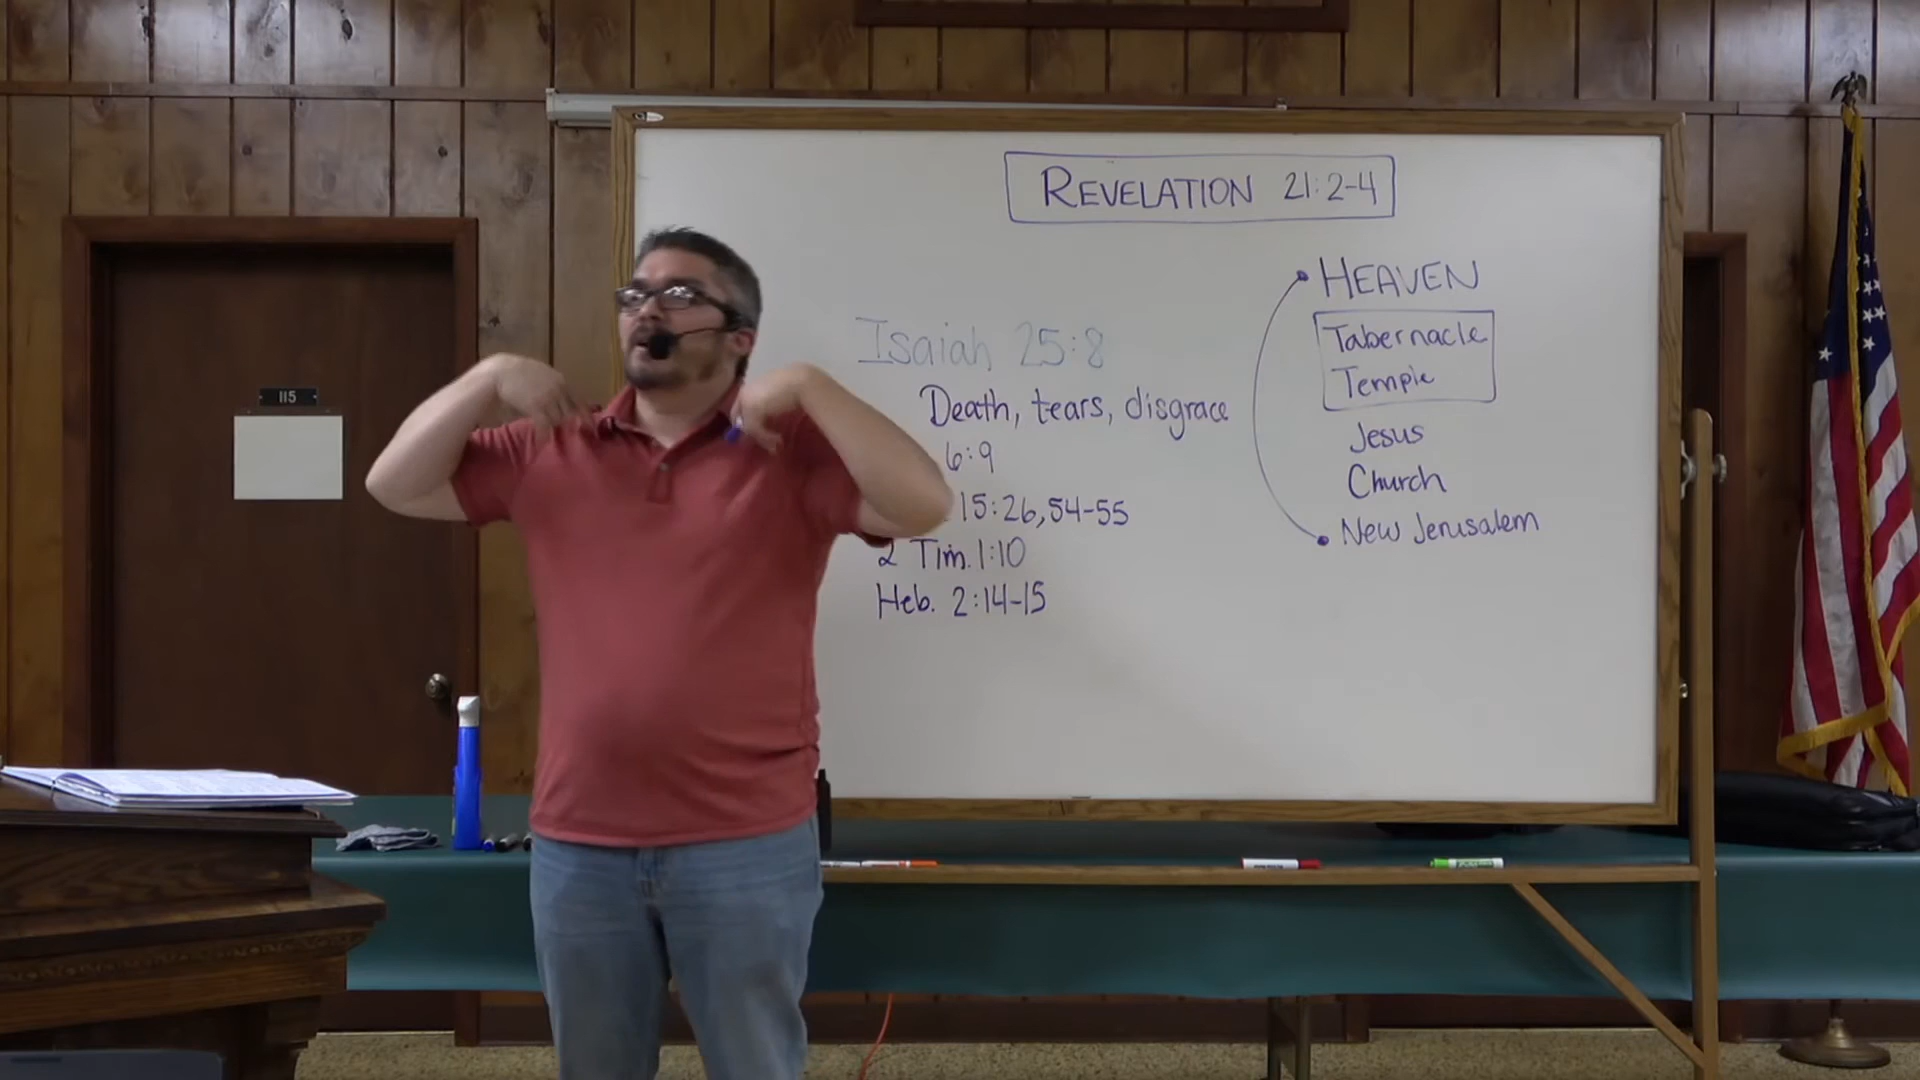 REVELATION 21:2-4
115
Isaiah 25:8
Death, tears, disgrace
6:9
15:26,54-55
2 Tim. 1:10
Heb. 2:14-15
HEAVEN
Tabernacle
Temple
Jesus
Church
New Jerusalem